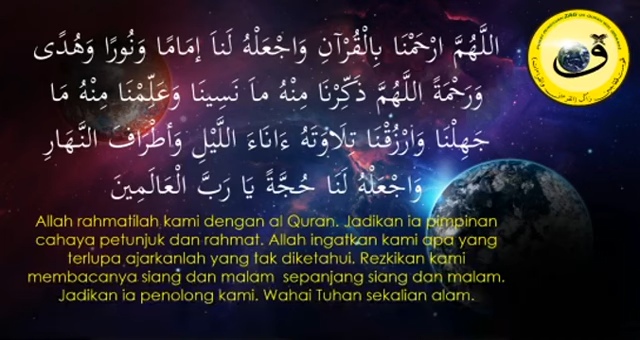 اللَّهُمَّ ارْحَمْنَا بِالْقُرْآنِ وَاجْعَلْهُ لَنَا إمَامًا وَنُورًا وَهُدًى
وَرَحْمَةً اللَّهُمَّ ذَكِّرْنَا مِنْهُ ماَ نَسِينَا وَعَلِّمْنَا مِنْهُ مَا
جَهِلْنَا وَارْزُقْنَا تِلَاوَتَهُ ءَانَاءَ اللَّيْلِ وَأطْرَافَ النَّهَارِ
وَاجْعَلْهُ لَنَا حُجَّةً يَا رَبَّ الْعَالَمِينَ
Allah rahmatilah kami dengan al Quran. Jadikan ia pimpinan
cahaya petunjuk dan rahmat. Allah ingatkan kami apa yang
terlupa ajarkanlah yang tak diketahui. Rezkikan kami
membacanya siang dan malam sepanjang siang dan malam.
Jadikan ia penolong kami. Wahai Tuhan sekalian alam.
ق